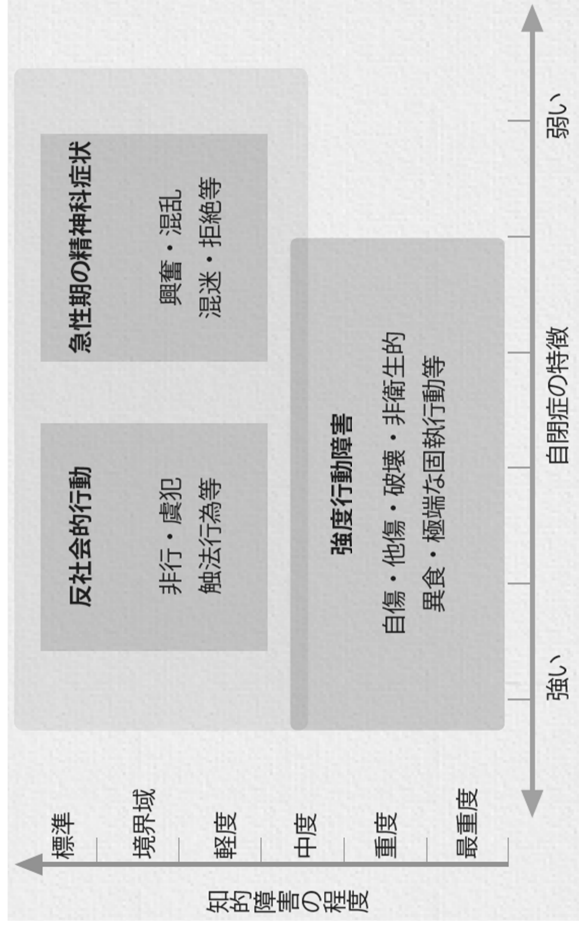 知的障害の程度
標準
境界域
軽度
中度
重度
最重度
反社会的行動
非行・虞犯
触法行為等
急性期の精神科症状
興奮・混乱
混迷・拒絶等
強度行動障害
自傷・他傷・破壊・非衛生的
異食・極端な固執行動等
強い
自閉症の特徴
弱い